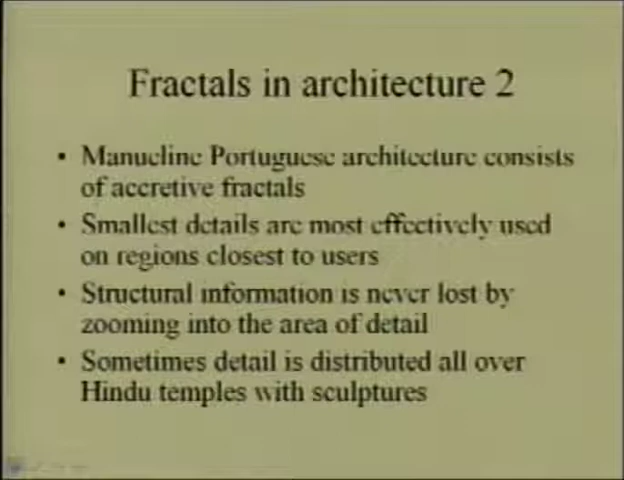 Fractals in architecture 2
• Manueline Portuguese architecture consists
of accretive fractals
• Smallest details are most effectively used
on regions closest to users
• Structural information is never lost by
zooming into the area of detail
• Sometimes detail is distributed all over
Hindu temples with sculptures